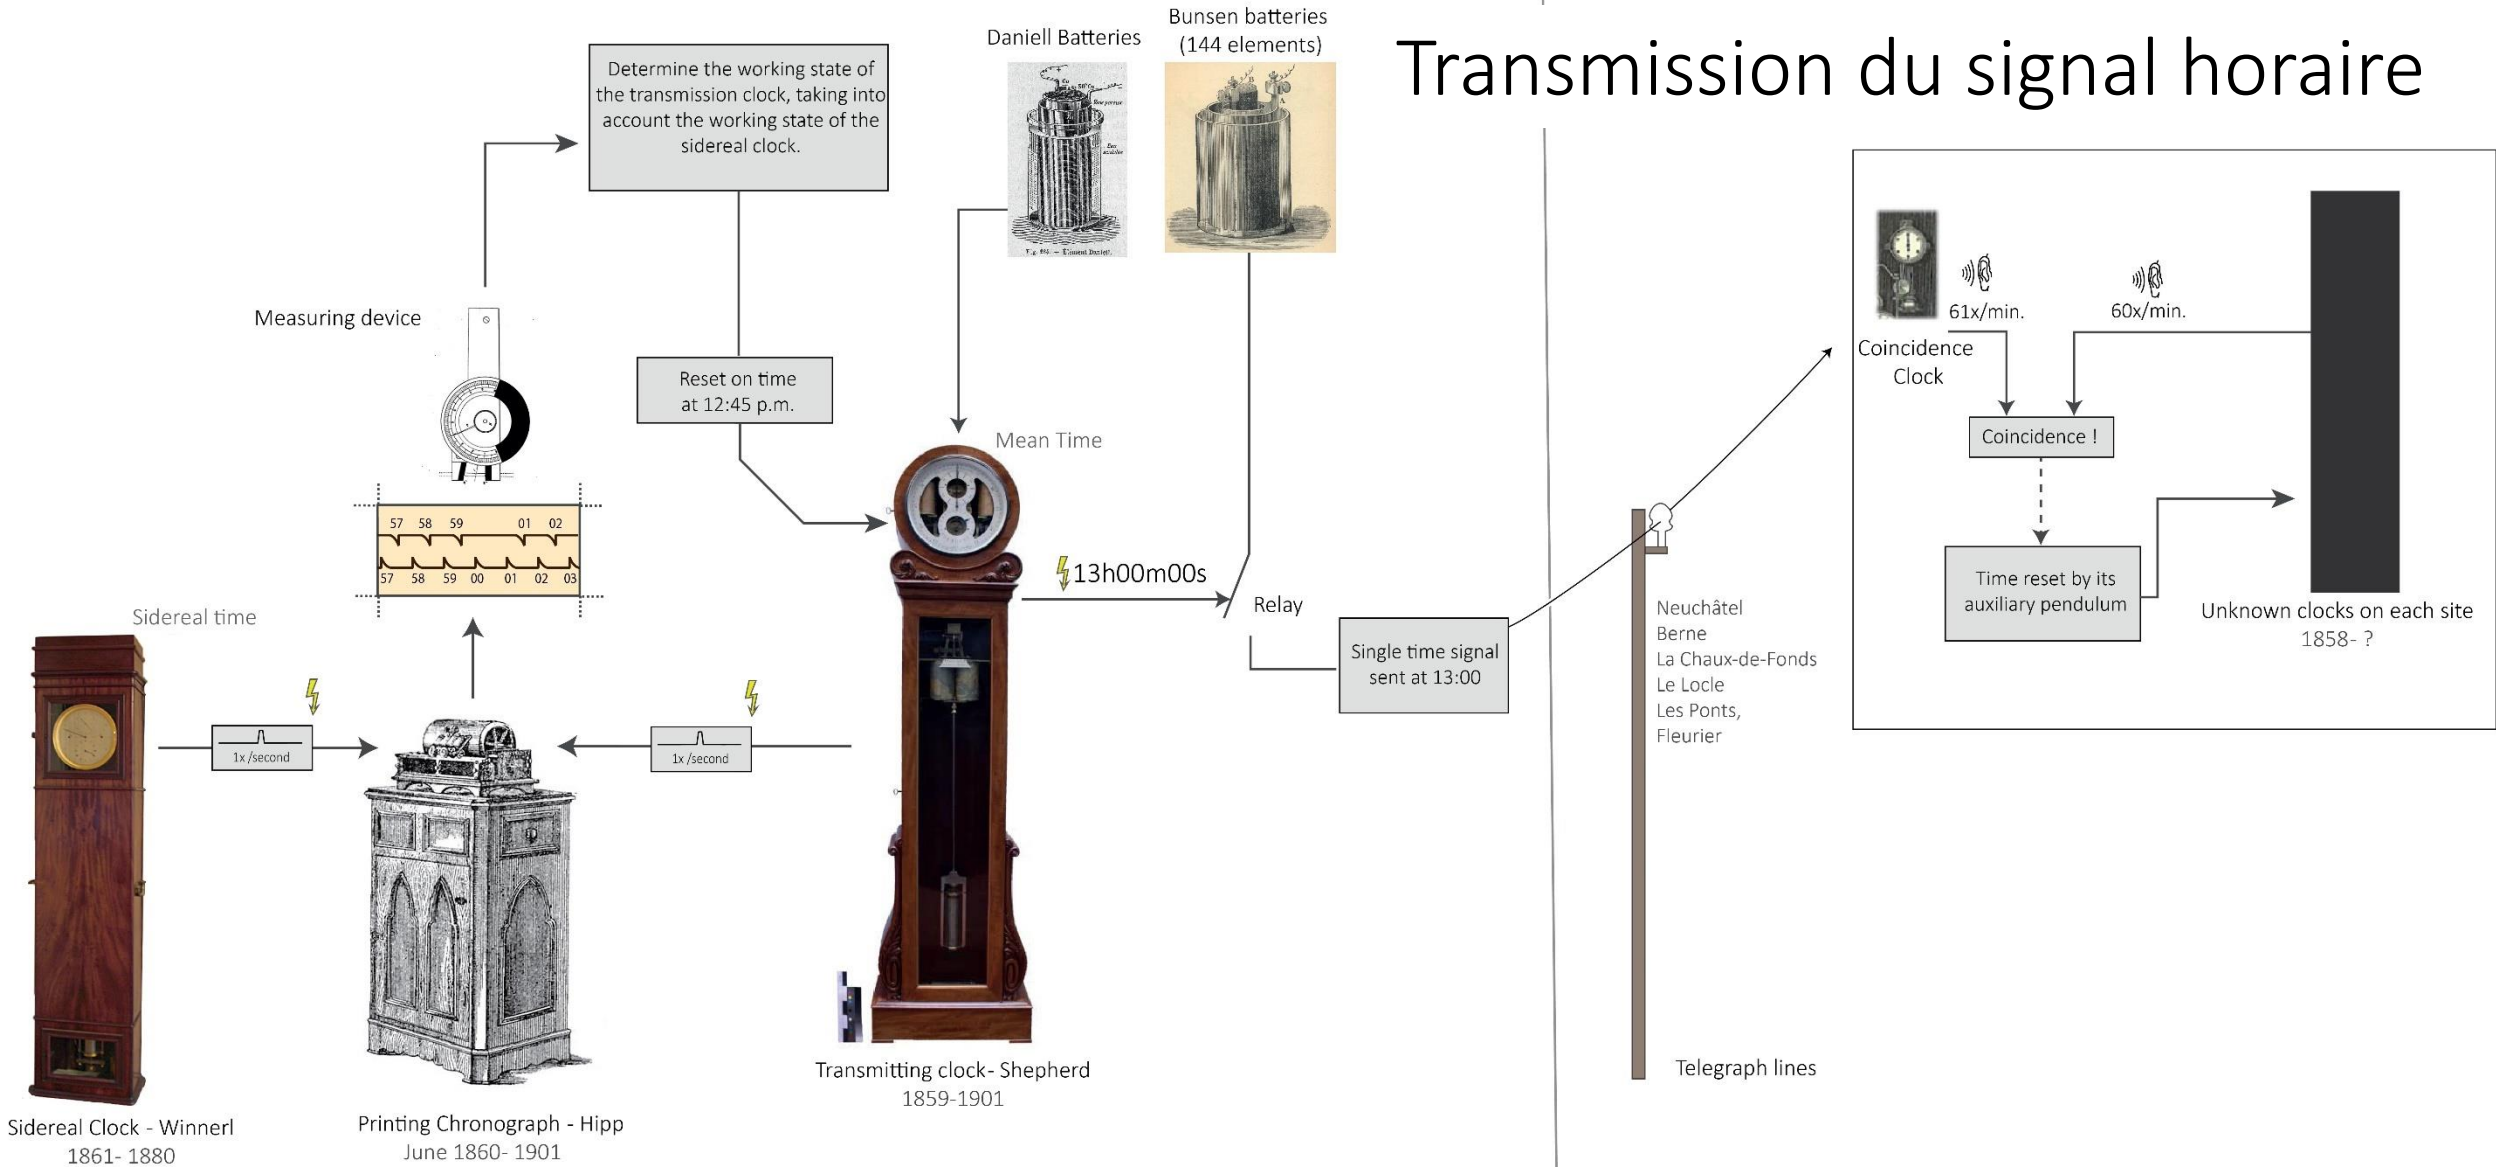 Transmission du signal horaire
Daniell Batteries
Bunsen batteries
(144 elements)
Determine the working state of
the transmission clock, taking into
account the working state of the
sidereal clock.
Measuring device
Reset on time
at 12:45 p.m.
Mean Time
57 58 59 01 02
57 58 59 00 01 02 03
Sidereal time
1x /second
1x /second
13h00m00s
Relay
Single time signal
sent at 13:00
Neuchâtel
Berne
La Chaux-de-Fonds
Le Locle
Les Ponts,
Fleurier
Telegraph lines
61x/min.
60x/min.
Coincidence
Clock
Coincidence !
Time reset by its
auxiliary pendulum
Unknown clocks on each site
1858- ?
Sidereal Clock - Winnerl
1861- 1880
Printing Chronograph - Hipp
June 1860- 1901
Transmitting clock- Shepherd
1859-1901